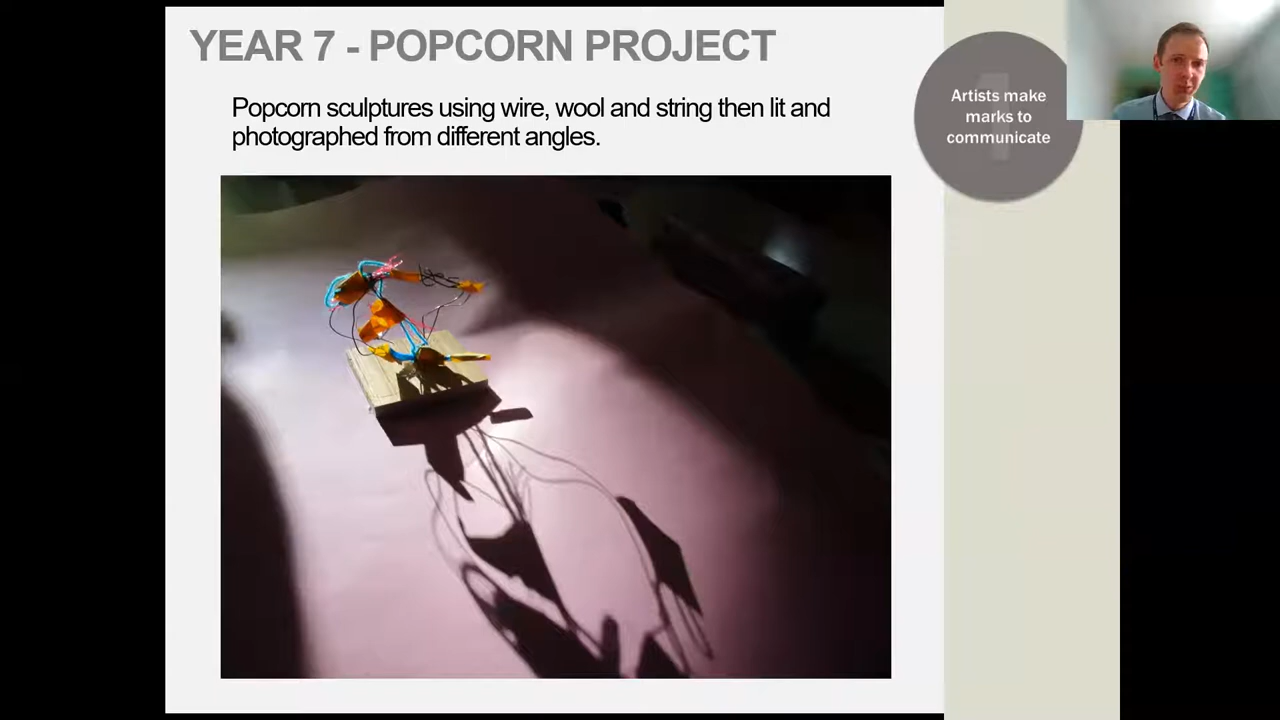 YEAR 7 - POPCORN PROJECT
Popcorn sculptures using wire, wool and string then lit and
photographed from different angles.
1
Artists make
marks to
communicate